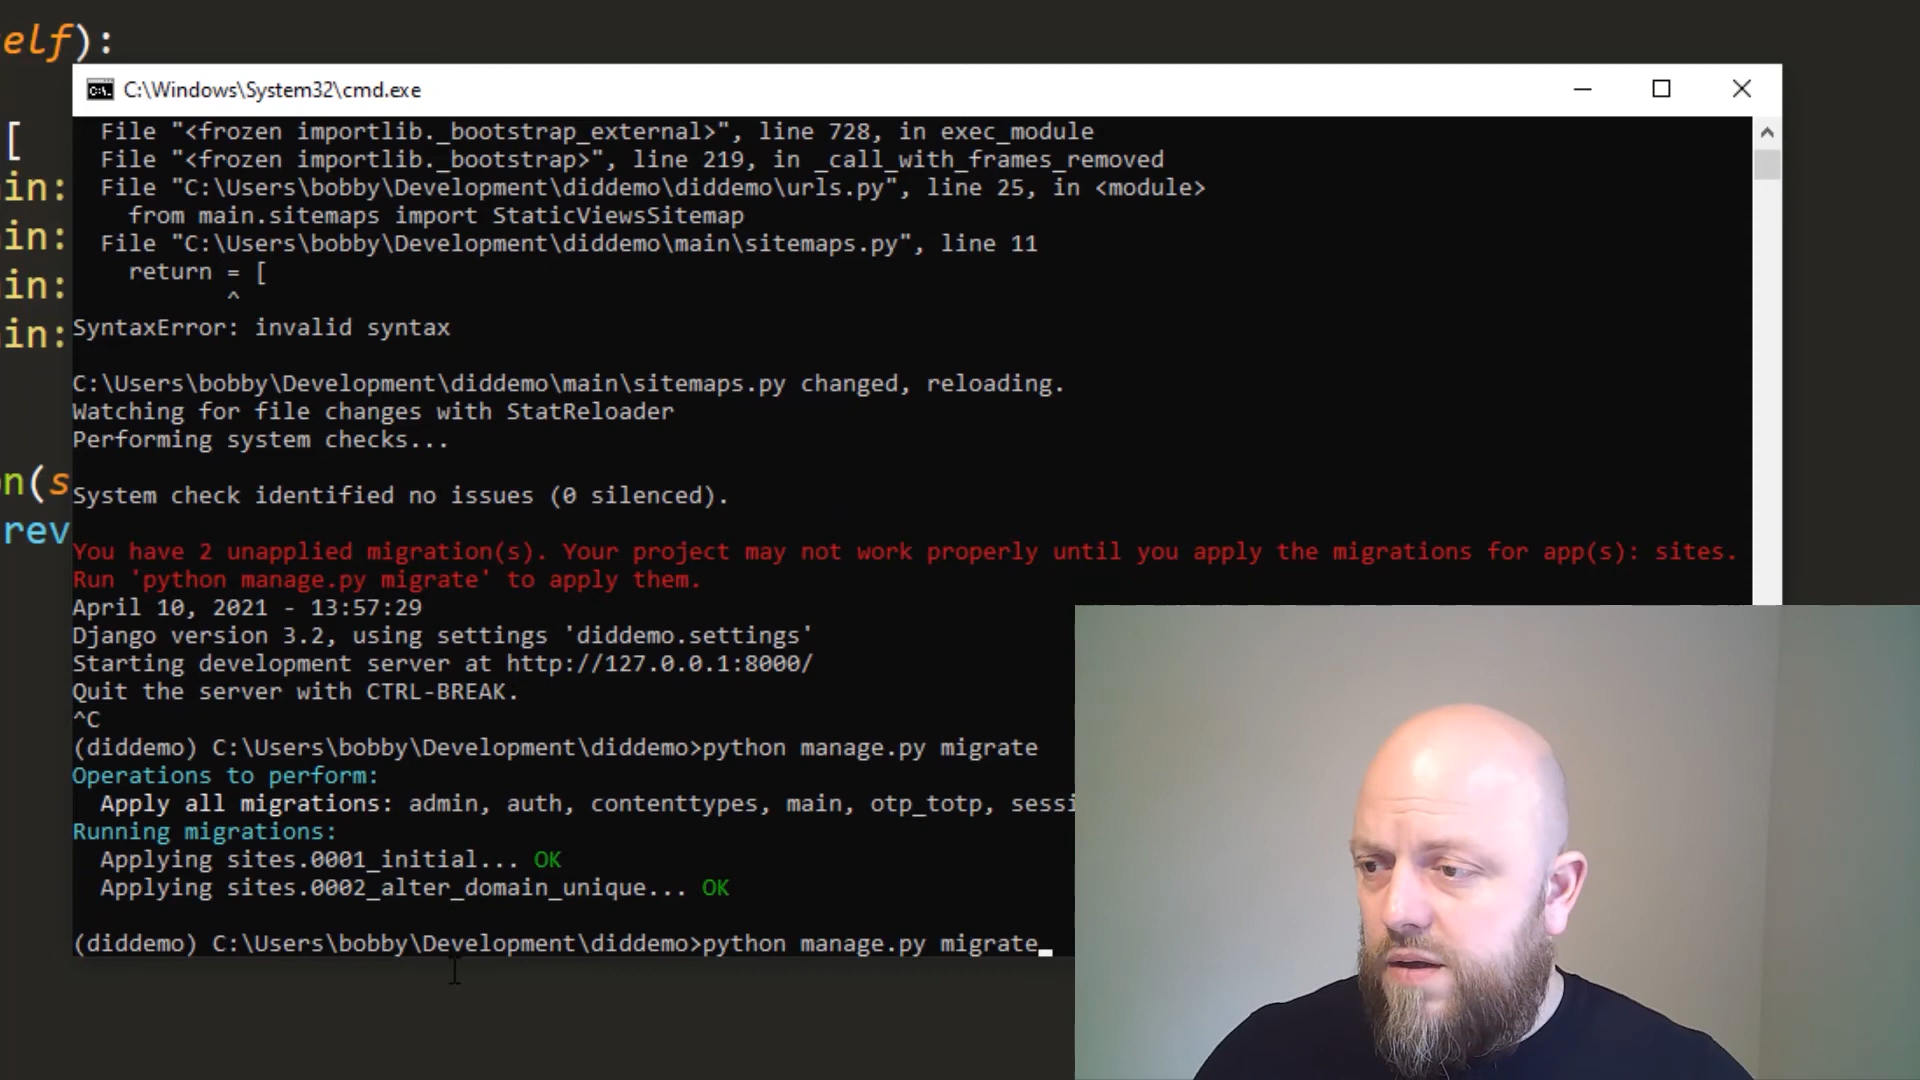 elf):
C:\Windows\System32\cmd.exe
[
ain:
ain:
ain:
ain:
on(s
rev
File "<frozen importlib._bootstrap_external>", line 728, in exec_module
File "<frozen importlib._bootstrap>", line 219, in _call_with_frames_removed
File "C:\Users\bobby\Development\diddemo\diddemo\urls.py", line 25, in <module>
from main.sitemaps import StaticViewsSitemap
File "C:\Users\bobby\Development\diddemo\main\sitemaps.py", line 11
return = [
^
SyntaxError: invalid syntax
C:\Users\bobby\Development\diddemo\main\sitemaps.py changed, reloading.
Watching for file changes with StatReloader
Performing system checks...
System check identified no issues (0 silenced).
You have 2 unapplied migration(s). Your project may not work properly until you apply the migrations for app(s): sites.
Run 'python manage.py migrate' to apply them.
April 10, 2021 - 13:57:29
Django version 3.2, using settings 'diddemo.settings'
Starting development server at http://127.0.0.1:8000/
Quit the server with CTRL-BREAK.
^C
(diddemo) C:\Users\bobby\Development\diddemo>python manage.py migrate
Operations to perform:
Apply all migrations: admin, auth, contenttypes, main, otp_totp, sessi
Running migrations:
Applying sites.0001_initial... OK
Applying sites.0002_alter_domain_unique... OK
(diddemo) C:\Users\bobby\Development\diddemo>python manage.py migrate